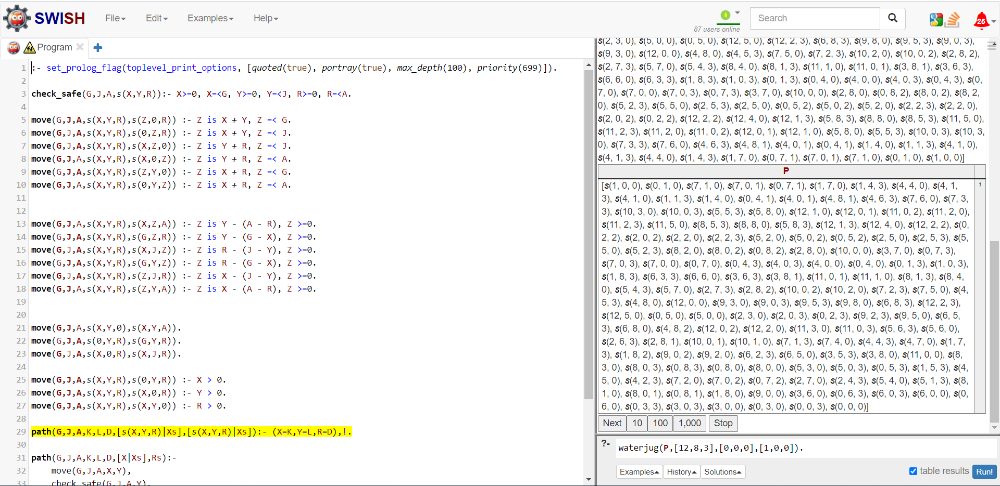 SWISH File Edit Examples Help 87 users online Search 25
Program
1 :- set_prolog_flag(toplevel_print_options, [quoted(true), portray(true), max_depth(100), priority(699)]).
2
3 check_safe(G,J,A,s(X,Y,R)):- X>=0, X=<G, Y>=0, Y=<J, R>=0, R=<A.
4
5 move(G,J,A,s(X,Y,R),s(Z,0,R)) :- Z is X + Y, Z =< G.
6 move(G,J,A,s(X,Y,R),s(0,Z,R)) :- Z is X + Y, Z =< J.
7 move(G,J,A,s(X,Y,R),s(X,Z,0)) :- Z is Y + R, Z =< J.
8 move(G,J,A,s(X,Y,R),s(X,0,Z)) :- Z is Y + R, Z =< A.
9 move(G,J,A,s(X,Y,R),s(Z,Y,0)) :- Z is X + R, Z =< G.
10 move(G,J,A,s(X,Y,R),s(0,Y,Z)) :- Z is X + R, Z =< A.
11
12
13 move(G,J,A,s(X,Y,R),s(X,Z,A)) :- Z is Y - (A - R), Z >=0.
14 move(G,J,A,s(X,Y,R),s(G,Z,R)) :- Z is Y - (G - X), Z >=0.
15 move(G,J,A,s(X,Y,R),s(X,J,Z)) :- Z is R - (J - Y), Z >=0.
16 move(G,J,A,s(X,Y,R),s(G,Y,Z)) :- Z is R - (G - X), Z >=0.
17 move(G,J,A,s(X,Y,R),s(Z,J,R)) :- Z is X - (J - Y), Z >=0.
18 move(G,J,A,s(X,Y,R),s(Z,Y,A)) :- Z is X - (A - R), Z >=0.
19
20
21 move(G,J,A,s(X,Y,0),s(X,Y,A)).
22 move(G,J,A,s(0,Y,R),s(G,Y,R)).
23 move(G,J,A,s(X,0,R),s(X,J,R)).
24
25 move(G,J,A,s(X,Y,R),s(0,Y,R)) :- X > 0.
26 move(G,J,A,s(X,Y,R),s(X,0,R)) :- Y > 0.
27 move(G,J,A,s(X,Y,R),s(X,Y,0)) :- R > 0.
28
29 path(G,J,A,K,L,D,[s(X,Y,R)|Xs],[s(X,Y,R)|Xs]):- (X=K,Y=L,R=D),!.
30
31 path(G,J,A,K,L,D,[X|Xs],Rs):-
32 move(G,J,A,X,Y),
33 check_safe(G,J,A,Y).
s(2, 3, 0), s(5, 0, 0), s(0, 5, 0), s(12, 5, 0), s(12, 2, 3), s(6, 8, 3), s(9, 8, 0), s(9, 5, 3), s(9, 0, 3),
s(9, 3, 0), s(12, 0, 0), s(4, 8, 0), s(4, 5, 3), s(7, 5, 0), s(7, 2, 3), s(10, 2, 0), s(10, 0, 2), s(2, 8, 2),
s(2, 7, 3), s(5, 7, 0), s(5, 4, 3), s(8, 4, 0), s(8, 1, 3), s(11, 1, 0), s(11, 0, 1), s(3, 8, 1), s(3, 6, 3),
s(6, 6, 0), s(6, 3, 3), s(1, 8, 3), s(1, 0, 3), s(0, 1, 3), s(0, 4, 0), s(4, 0, 0), s(4, 0, 3), s(0, 4, 3), s(0,
7, 0), s(7, 0, 0), s(7, 0, 3), s(0, 7, 3), s(3, 7, 0), s(10, 0, 0), s(2, 8, 0), s(0, 8, 2), s(8, 0, 2), s(8, 2,
0), s(5, 2, 3), s(5, 5, 0), s(2, 5, 3), s(2, 5, 0), s(0, 5, 2), s(5, 0, 2), s(5, 2, 0), s(2, 2, 3), s(2, 2, 0),
s(2, 0, 2), s(0, 2, 2), s(12, 2, 2), s(12, 4, 0), s(12, 1, 3), s(5, 8, 3), s(8, 8, 0), s(8, 5, 3), s(11, 5, 0),
s(11, 2, 3), s(11, 2, 0), s(11, 0, 2), s(12, 0, 1), s(12, 1, 0), s(5, 8, 0), s(5, 5, 3), s(10, 0, 3), s(10, 3,
0), s(7, 3, 3), s(7, 6, 0), s(4, 6, 3), s(4, 8, 1), s(4, 0, 1), s(0, 4, 1), s(1, 4, 0), s(1, 1, 3), s(4, 1, 0),
s(4, 1, 3), s(4, 4, 0), s(1, 4, 3), s(1, 7, 0), s(0, 7, 1), s(7, 0, 1), s(7, 1, 0), s(0, 1, 0), s(1, 0, 0)]
P
[s(1, 0, 0), s(0, 1, 0), s(7, 1, 0), s(7, 0, 1), s(0, 7, 1), s(1, 7, 0), s(1, 4, 3), s(4, 4, 0), s(4, 1, 1
3), s(4, 1, 0), s(1, 1, 3), s(1, 4, 0), s(0, 4, 1), s(4, 0, 1), s(4, 8, 1), s(4, 6, 3), s(7, 6, 0), s(7, 3,
3), s(10, 3, 0), s(10, 0, 3), s(5, 5, 3), s(5, 8, 0), s(12, 1, 0), s(12, 0, 1), s(11, 0, 2), s(11, 2, 0),
s(11, 2, 3), s(11, 5, 0), s(8, 5, 3), s(8, 8, 0), s(5, 8, 3), s(12, 1, 3), s(12, 4, 0), s(12, 2, 2), s(0,
2, 2), s(2, 0, 2), s(2, 2, 0), s(2, 2, 3), s(5, 2, 0), s(5, 0, 2), s(0, 5, 2), s(2, 5, 0), s(2, 5, 3), s(5,
5, 0), s(5, 2, 3), s(8, 2, 0), s(8, 0, 2), s(0, 8, 2), s(2, 8, 0), s(10, 0, 0), s(3, 7, 0), s(0, 7, 3),
s(7, 0, 3), s(7, 0, 0), s(0, 7, 0), s(0, 4, 3), s(4, 0, 3), s(4, 0, 0), s(0, 4, 0), s(0, 1, 3), s(1, 0, 3),
s(1, 8, 3), s(6, 3, 3), s(6, 6, 0), s(3, 6, 3), s(3, 8, 1), s(11, 0, 1), s(11, 1, 0), s(8, 1, 3), s(8, 4,
0), s(5, 4, 3), s(5, 7, 0), s(2, 7, 3), s(2, 8, 2), s(10, 0, 2), s(10, 2, 0), s(7, 2, 3), s(7, 5, 0), s(4,
5, 3), s(4, 8, 0), s(12, 0, 0), s(9, 3, 0), s(9, 0, 3), s(9, 5, 3), s(9, 8, 0), s(6, 8, 3), s(12, 2, 3),
s(12, 5, 0), s(0, 5, 0), s(5, 0, 0), s(2, 3, 0), s(2, 0, 3), s(0, 2, 3), s(9, 2, 3), s(9, 5, 0), s(6, 5,
3), s(6, 8, 0), s(4, 8, 2), s(12, 0, 2), s(12, 2, 0), s(11, 3, 0), s(11, 0, 3), s(5, 6, 3), s(5, 6, 0),
s(2, 6, 3), s(2, 8, 1), s(10, 0, 1), s(10, 1, 0), s(7, 1, 3), s(7, 4, 0), s(4, 4, 3), s(4, 7, 0), s(1, 7,
3), s(1, 8, 2), s(9, 0, 2), s(9, 2, 0), s(6, 2, 3), s(6, 5, 0), s(3, 5, 3), s(3, 8, 0), s(11, 0, 0), s(8,
3, 0), s(8, 0, 3), s(0, 8, 3), s(0, 8, 0), s(8, 0, 0), s(5, 3, 0), s(5, 0, 3), s(0, 5, 3), s(1, 5, 3), s(4,
5, 0), s(4, 2, 3), s(7, 2, 0), s(7, 0, 2), s(0, 7, 2), s(2, 7, 0), s(2, 4, 3), s(5, 4, 0), s(5, 1, 3), s(8,
1, 0), s(8, 0, 1), s(0, 8, 1), s(1, 8, 0), s(9, 0, 0), s(3, 6, 0), s(0, 6, 3), s(6, 0, 3), s(6, 0, 0), s(0,
6, 0), s(0, 3, 3), s(3, 0, 3), s(3, 0, 0), s(0, 3, 0), s(0, 0, 3), s(0, 0, 0)]
Next 10 100 1,000 Stop
?- waterjug(P,[12,8,3],[0,0,0],[1,0,0]).
Examples History Solutions table results Run!